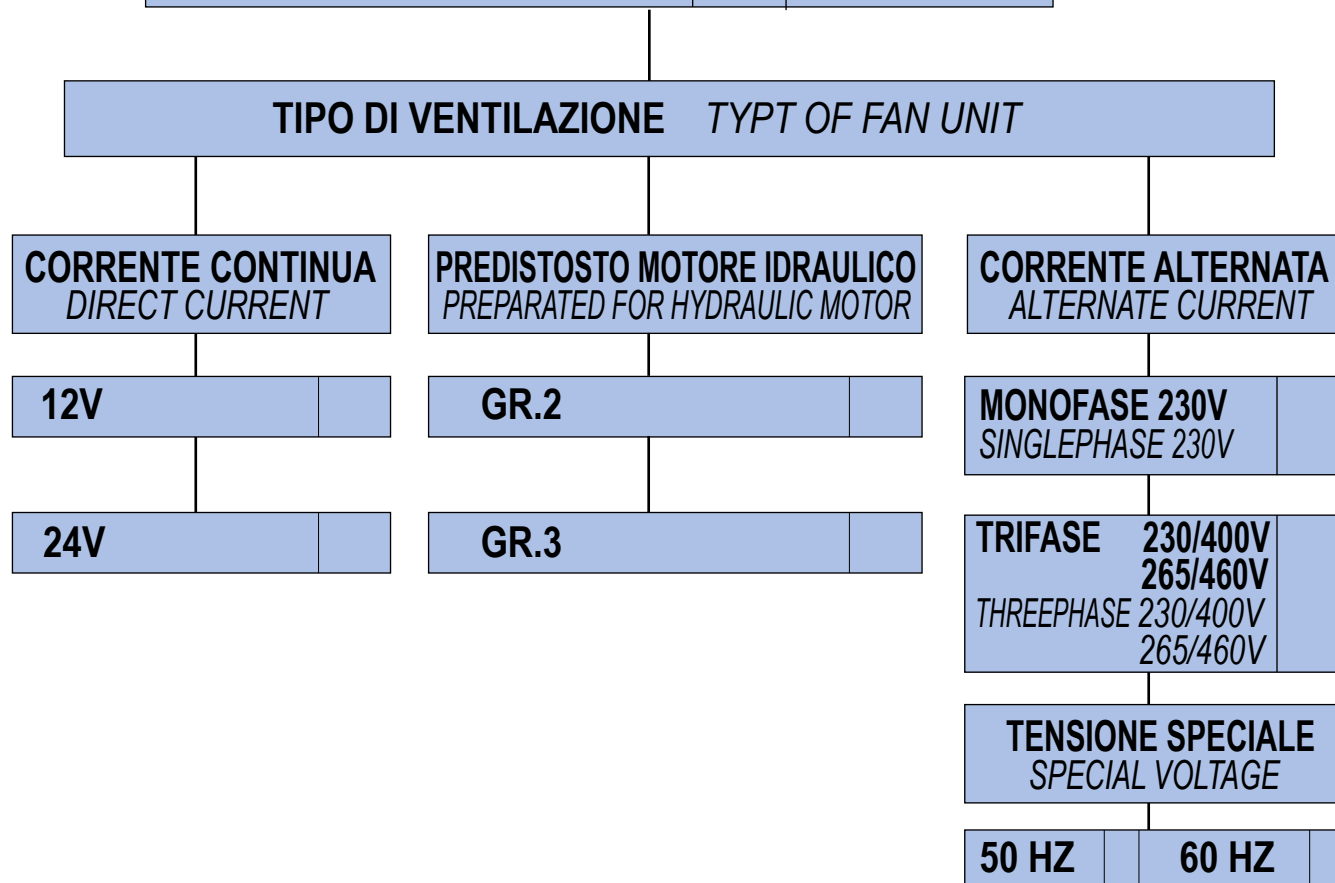 TIPO DI VENTILAZIONE TYPT OF FAN UNIT
CORRENTE CONTINUA
DIRECT CURRENT
12V
24V
PREDISTOSTO MOTORE IDRAULICO
PREPARATED FOR HYDRAULIC MOTOR
GR.2
GR.3
CORRENTE ALTERNATA
ALTERNATE CURRENT
MONOFASE 230V
SINGLEPHASE 230V
TRIFASE 230/400V
265/460V
THREEPHASE 230/400V
265/460V
TENSIONE SPECIALE
SPECIAL VOLTAGE
50 HZ 60 HZ